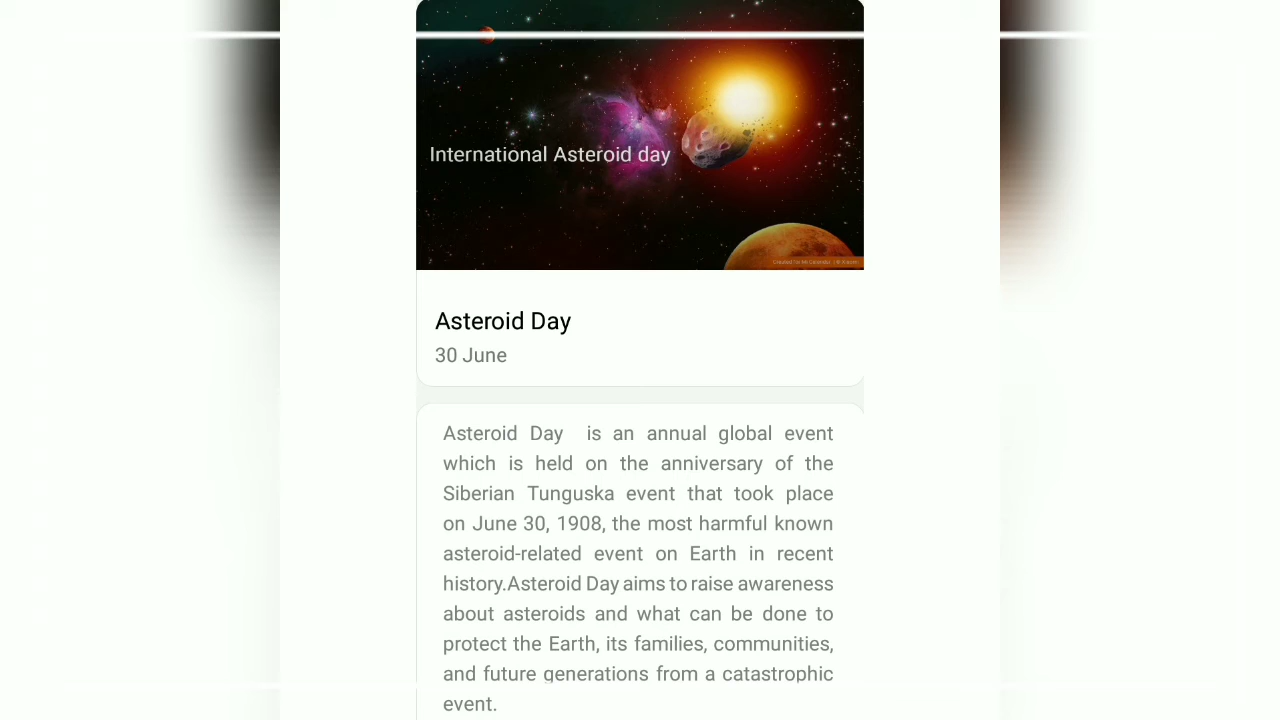 International Asteroid day
Asteroid Day
30 June
Asteroid Day is an annual global event
which is held on the anniversary of the
Siberian Tunguska event that took place
on June 30, 1908, the most harmful known
asteroid-related event on Earth in recent
history.Asteroid Day aims to raise awareness
about asteroids and what can be done to
protect the Earth, its families, communities,
and future generations from a catastrophic
event.